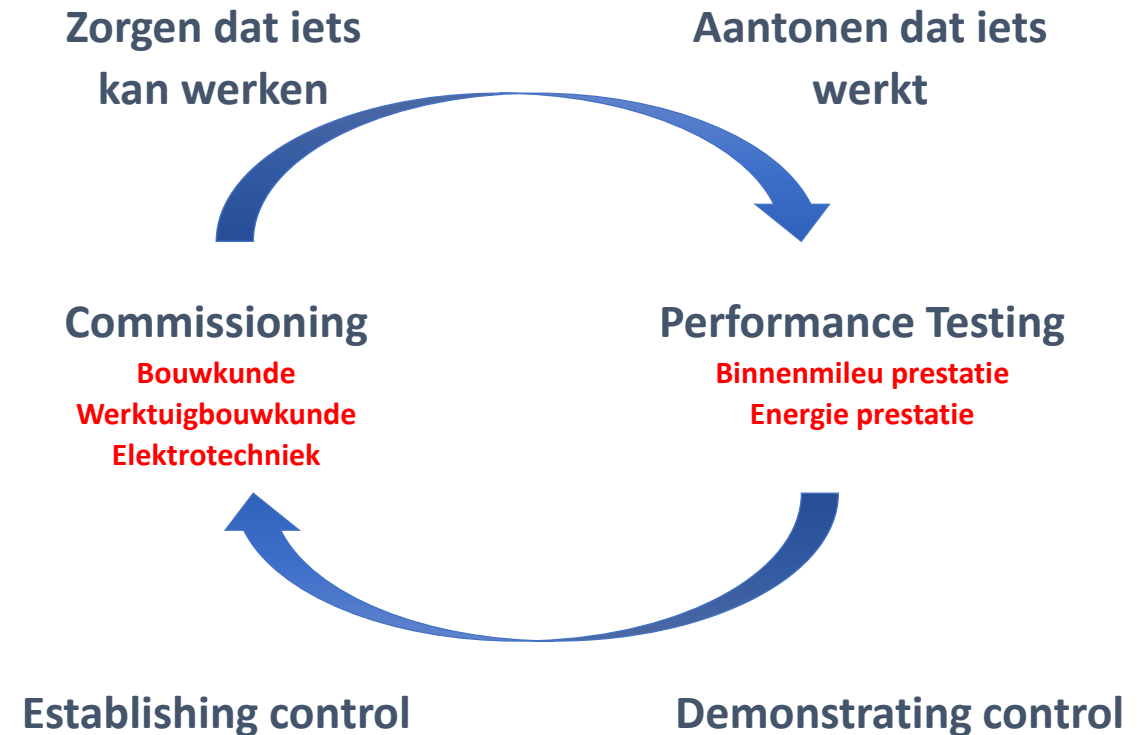 Zorgen dat iets
kan werken
Aantonen dat iets
werkt
Commissioning
Bouwkunde
Werktuigbouwkunde
Elektrotechniek
Performance Testing
Binnenmileu prestatie
Energie prestatie
Establishing control
Demonstrating control